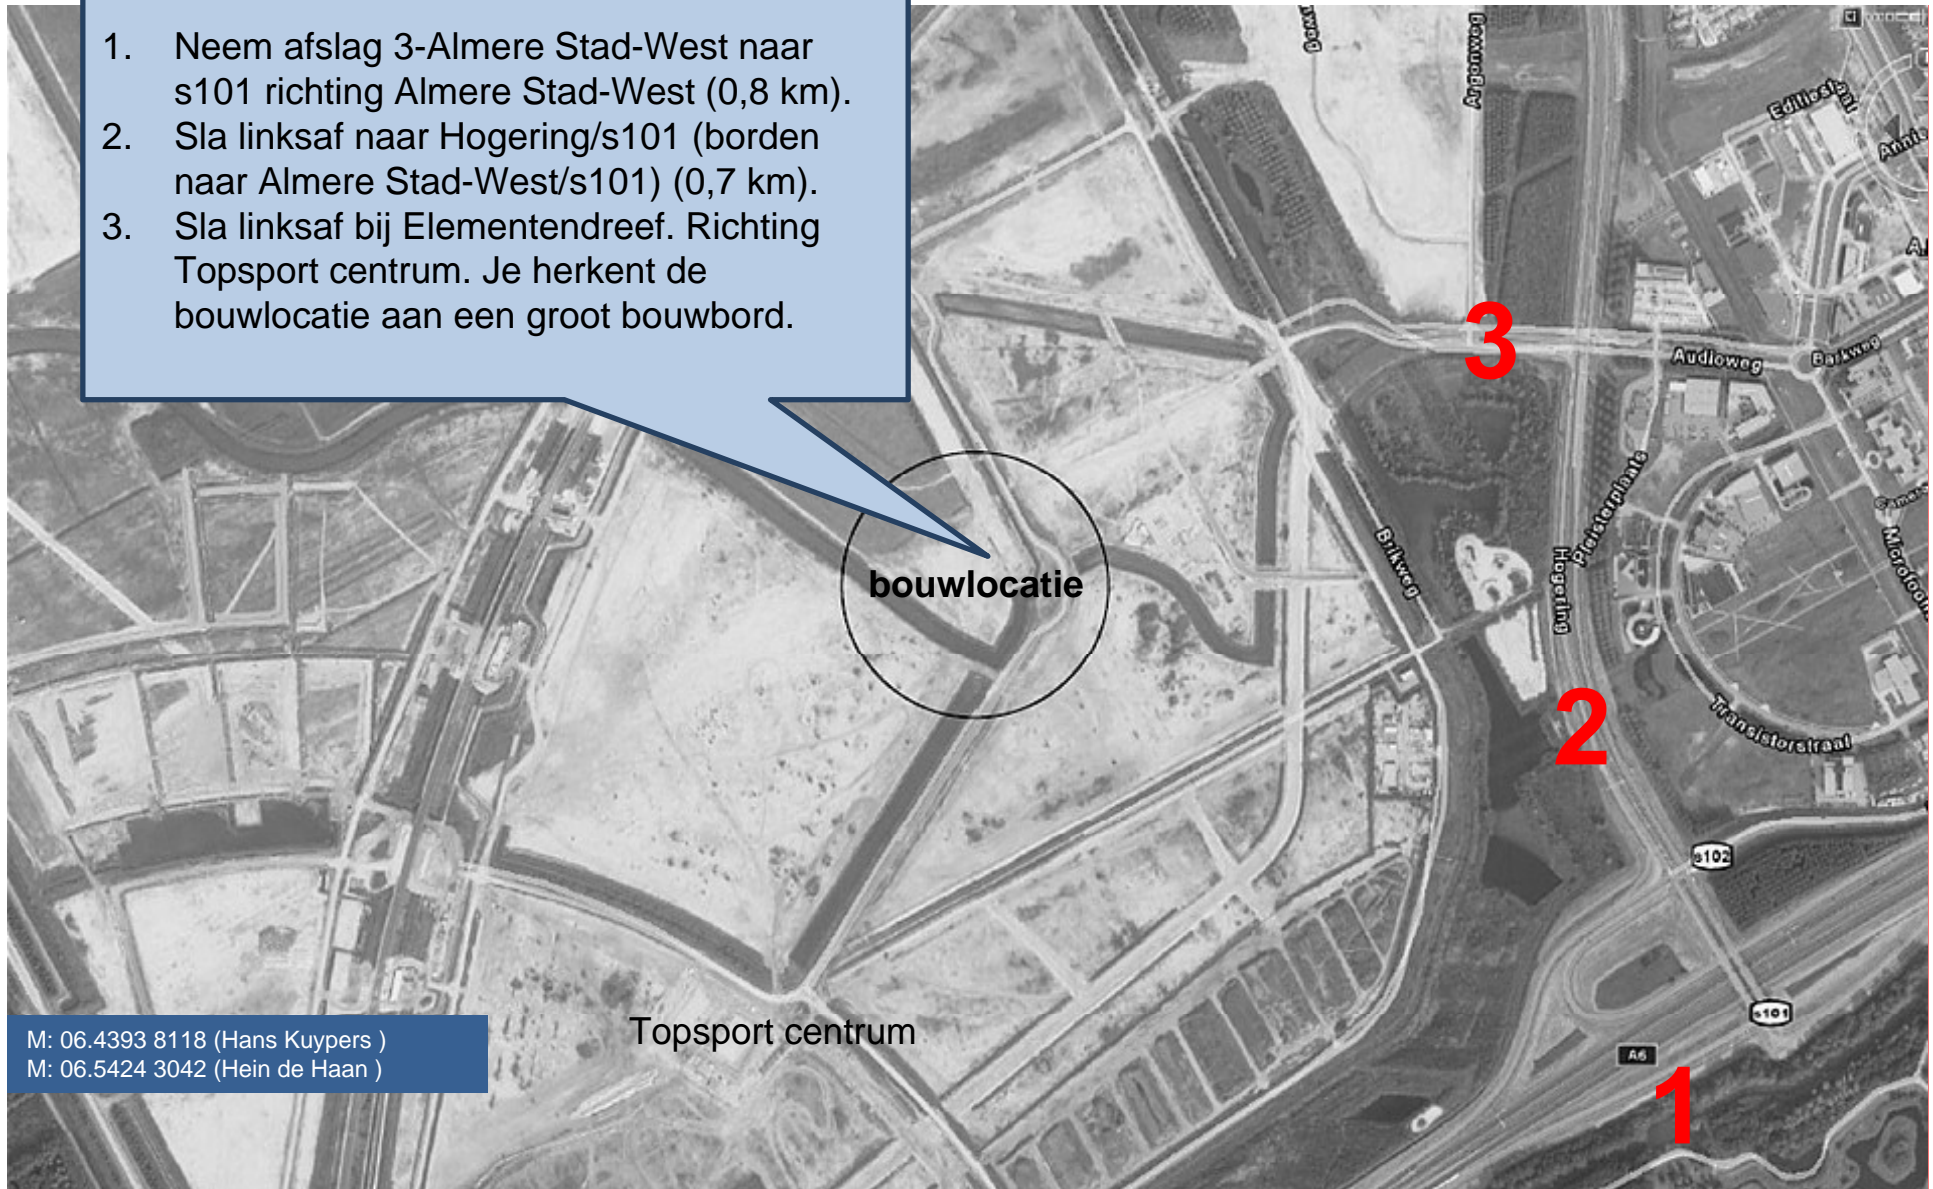 1. Neem afslag 3-Almere Stad-West naar
s101 richting Almere Stad-West (0,8 km).
2. Sla linksaf naar Hogering/s101 (borden
naar Almere Stad-West/s101) (0,7 km).
3. Sla linksaf bij Elementendreef. Richting
Topsport centrum. Je herkent de
bouwlocatie aan een groot bouwbord.
Editiestraat
3
Audioweg
Barkweg
Pleisterplaats
Brikweg
Hogering
bouwlocatie
2
Transistorstraat
s102
s101
A6
1
Topsport centrum
M: 06.4393 8118 (Hans Kuypers )
M: 06.5424 3042 (Hein de Haan )